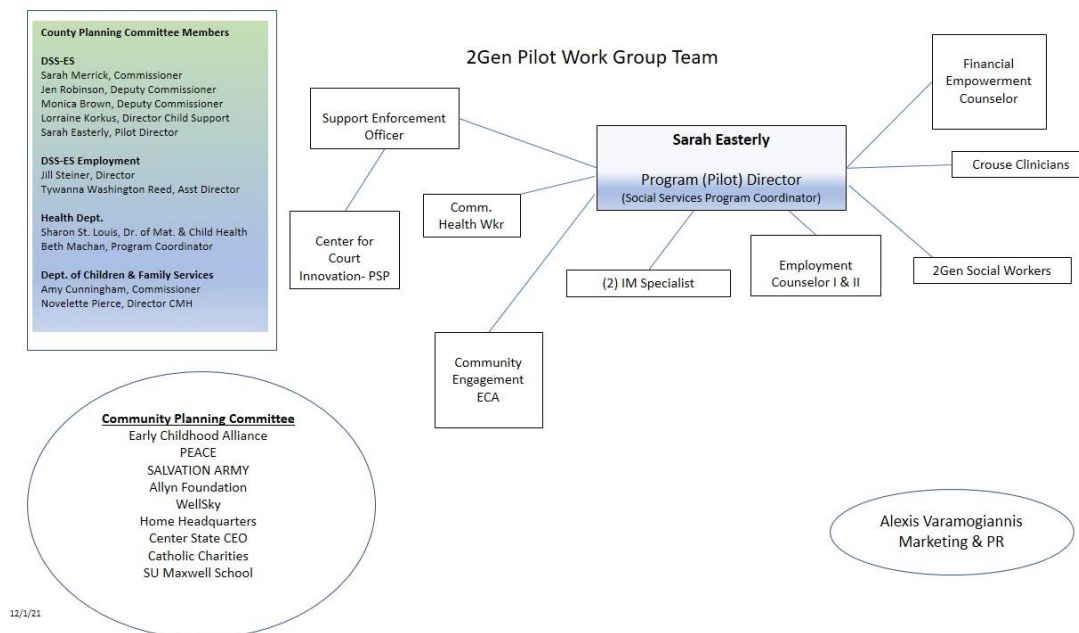 County Planning Committee Members
DSS-ES
Sarah Merrick, Commissioner
Jen Robinson, Deputy Commissioner
Monica Brown, Deputy Commissioner
Lorraine Korkus, Director Child Support
Sarah Easterly, Pilot Director
DSS-ES Employment
Jill Steiner, Director
Tywanna Washington Reed, Asst Director
Health Dept.
Sharon St. Louis, Dr. of Mat. & Child Health
Beth Machan, Program Coordinator
Dept. of Children & Family Services
Amy Cunningham, Commissioner
Novelette Pierce, Director CMH
2Gen Pilot Work Group Team
Support Enforcement
Officer
Center for
Court
Innovation- PSP
Comm.
Health Wkr
Community
Engagement
ECA
Sarah Easterly
Program (Pilot) Director
(Social Services Program Coordinator)
(2) IM Specialist
Employment
Counselor I & II
Financial
Empowerment
Counselor
Crouse Clinicians
2Gen Social Workers
Community Planning Committee
Early Childhood Alliance
PEACE
SALVATION ARMY
Allyn Foundation
WellSky
Home Headquarters
Center State CEO
Catholic Charities
SU Maxwell School
Alexis Varamogiannis
Marketing & PR
12/1/21